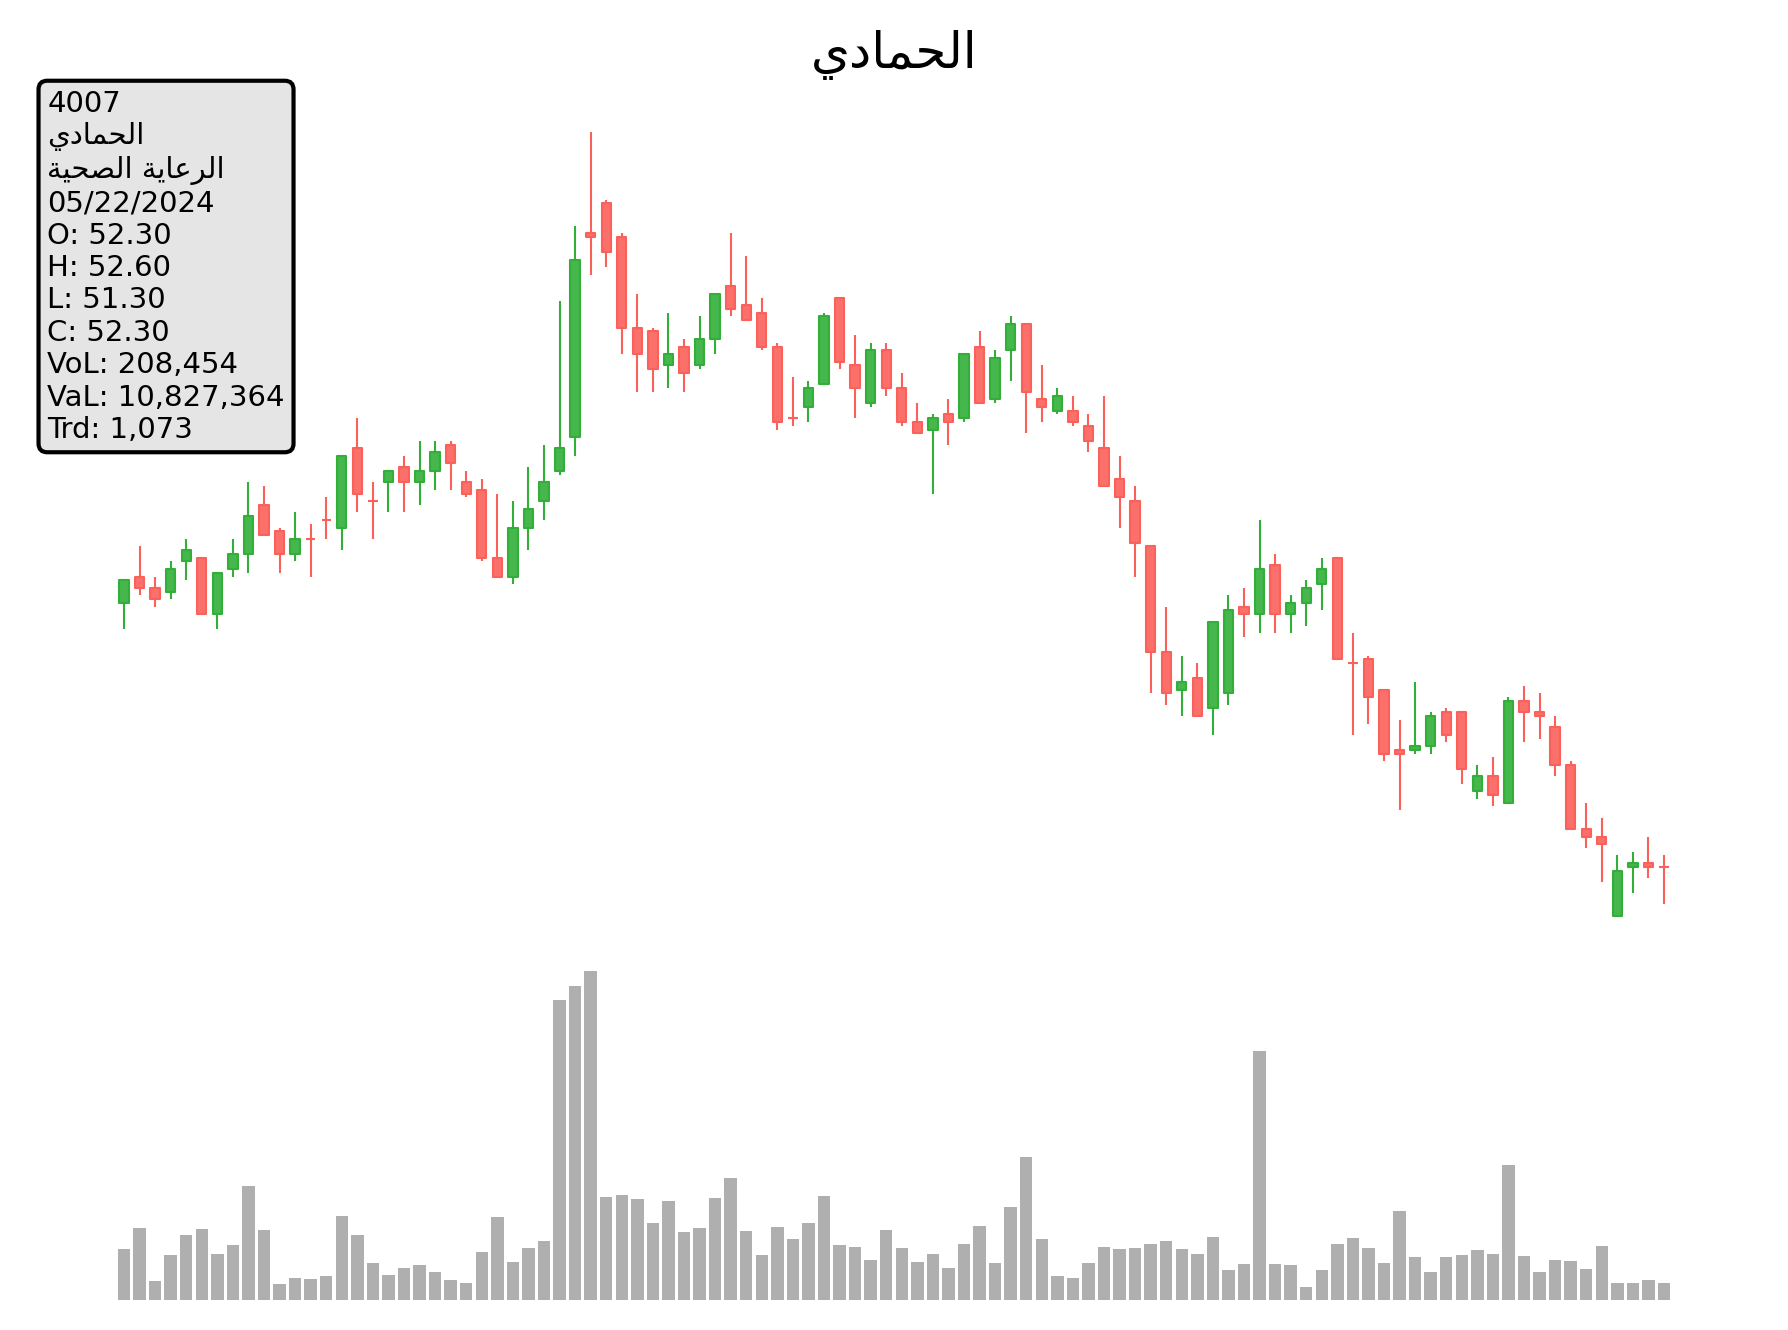 الحمادي
4007
الحمادي
الرعاية الصحية
05/22/2024
O: 52.30
H: 52.60
L: 51.30
C: 52.30
VoL: 208,454
VaL: 10,827,364
Trd: 1,073